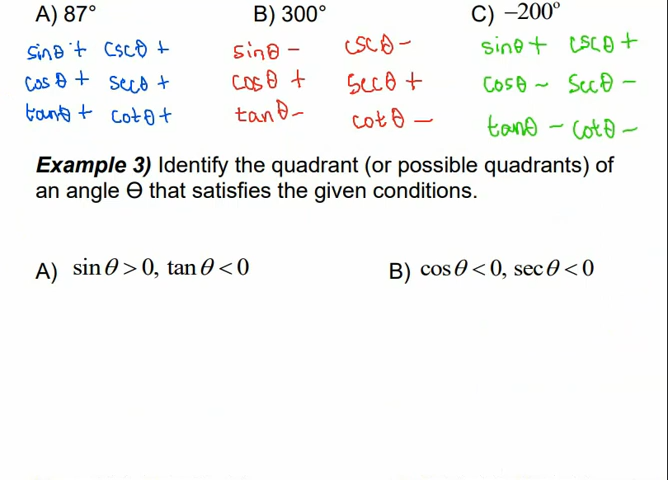 A) 87° B) 300° C) −200°
sinθ + cscθ + sinθ − cscθ − sinθ + cscθ +
cosθ + secθ + cosθ + secθ + cosθ − secθ −
tanθ + cotθ + tanθ − cotθ − tanθ − cotθ −
Example 3) Identify the quadrant (or possible quadrants) of
an angle Θ that satisfies the given conditions.
A) sin θ > 0, tan θ < 0 B) cos θ < 0, sec θ < 0